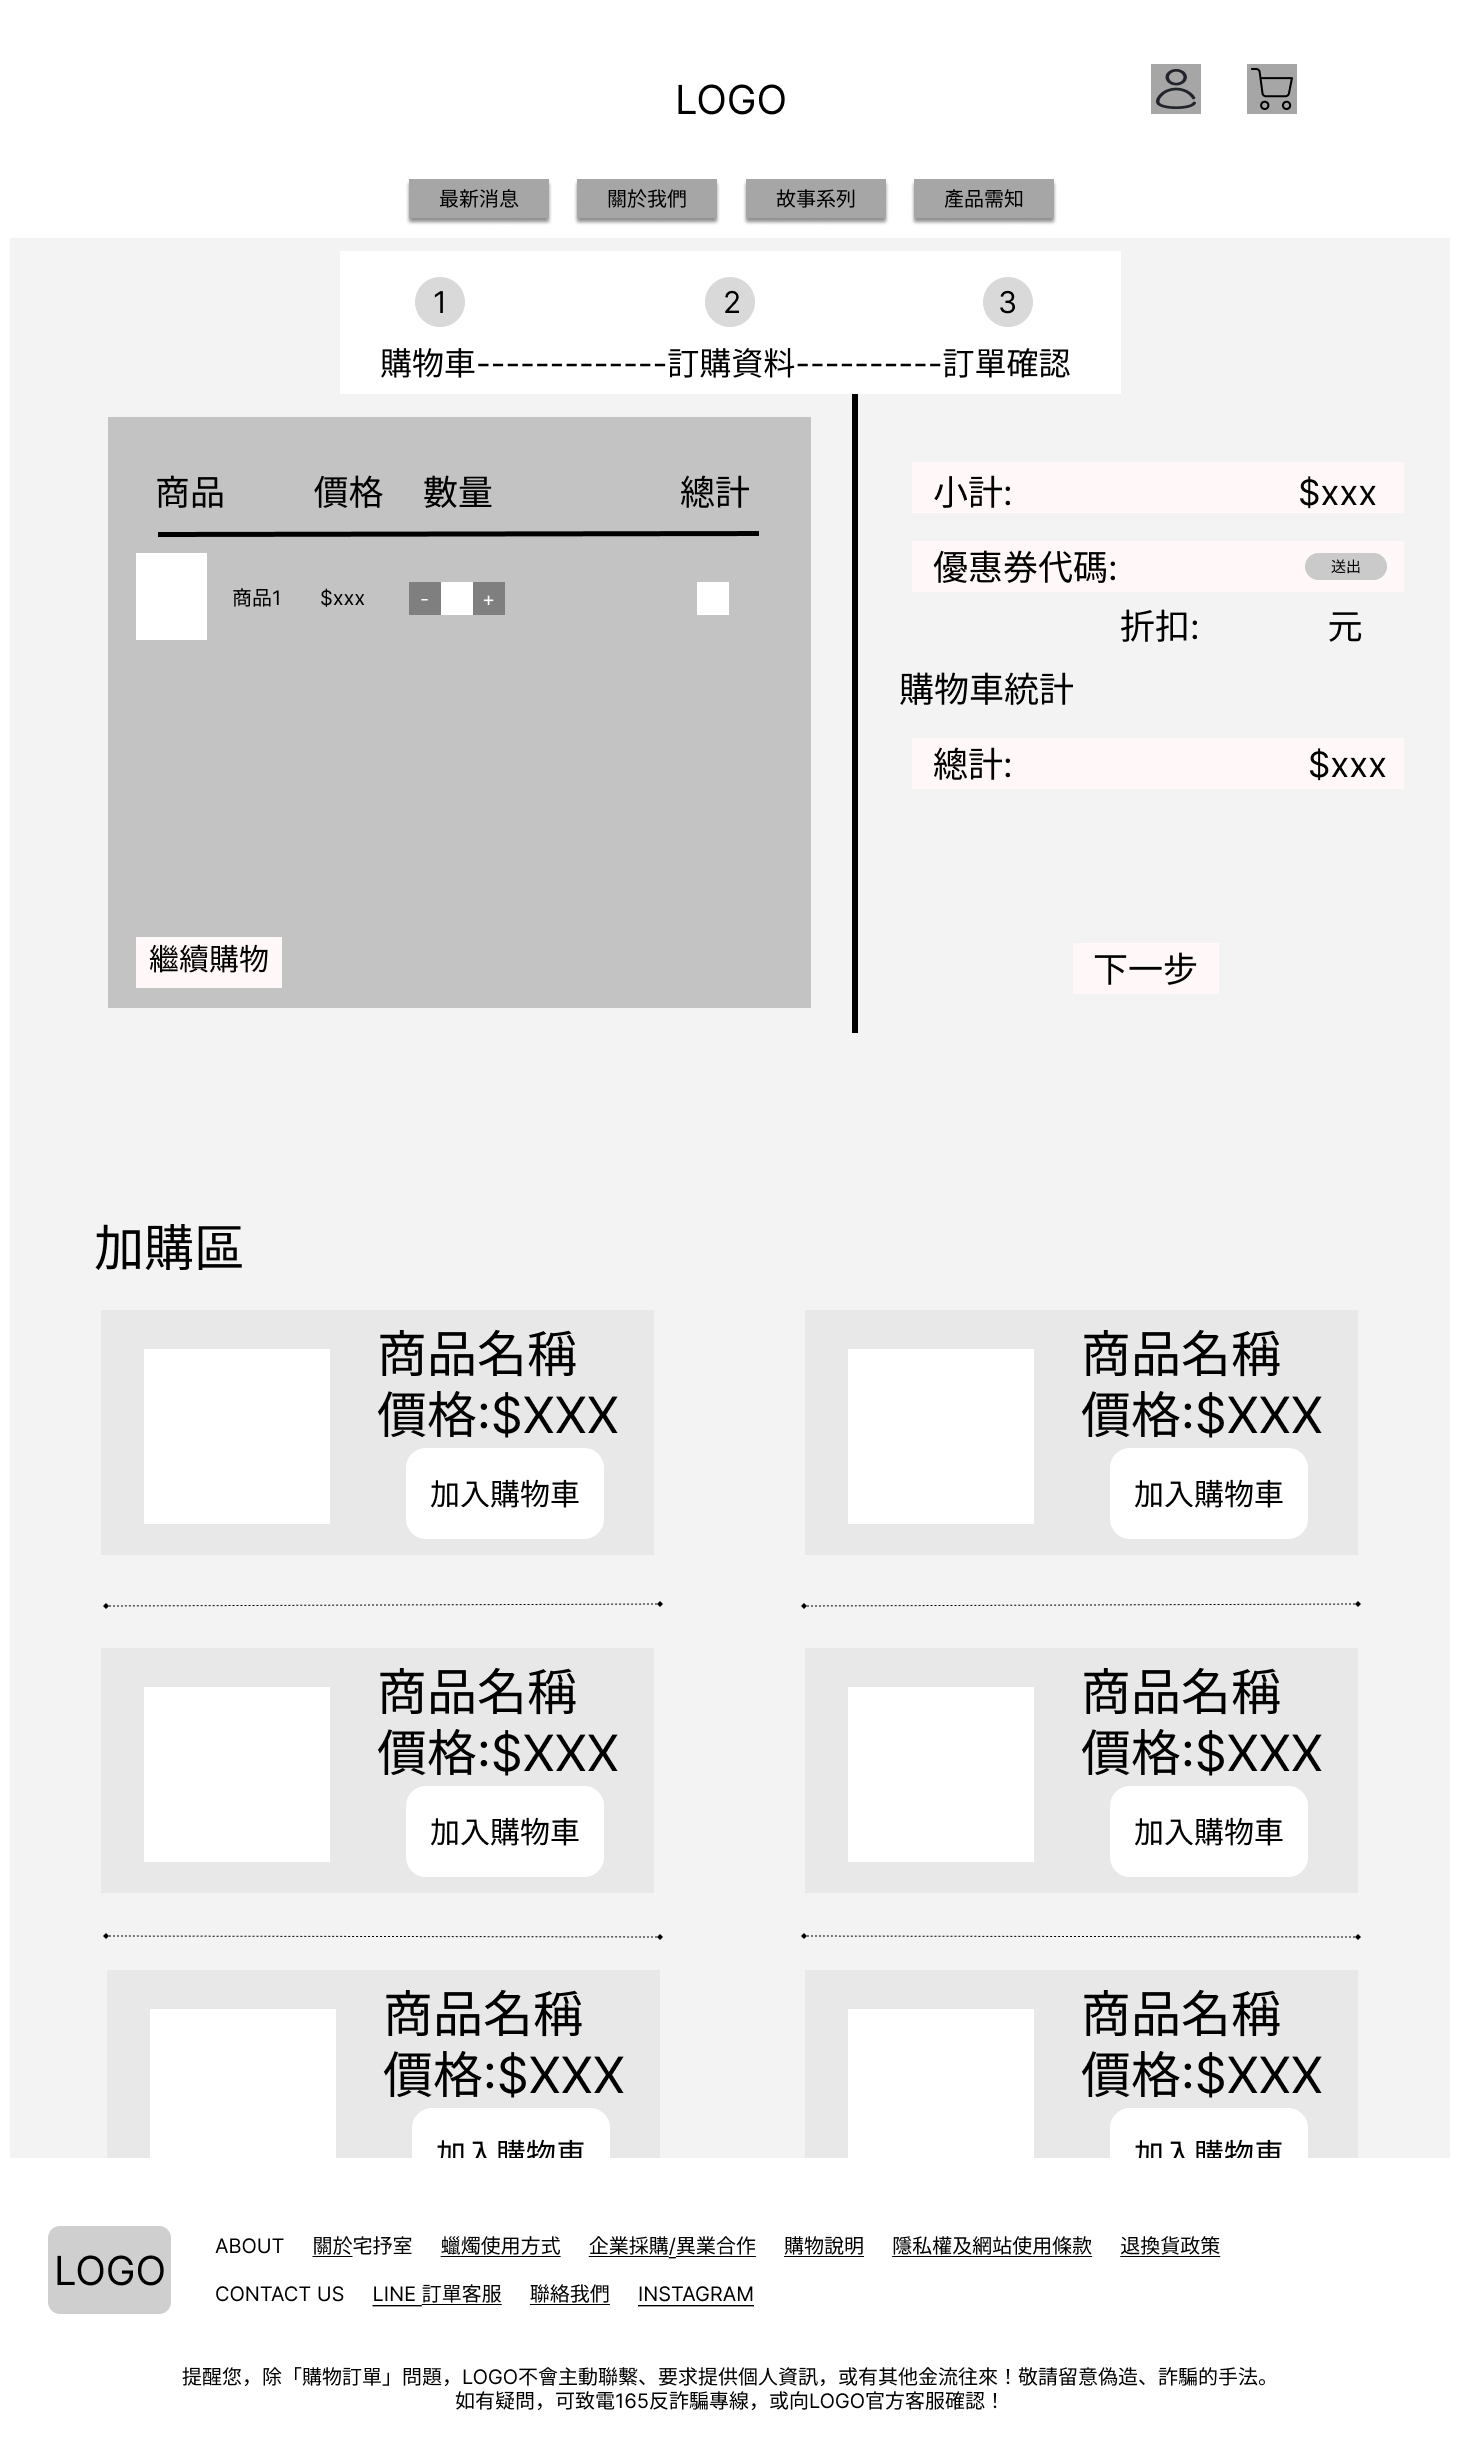 LOGO
最新消息 關於我們 故事系列 產品需知
1 2 3
購物車-------------訂購資料----------訂單確認
商品 價格 數量 總計
商品1 $xxx - +
繼續購物
小計: $xxx
優惠券代碼: 送出
折扣: 元
購物車統計
總計: $xxx
下一步
加購區
商品名稱
價格:$XXX
加入購物車
商品名稱
價格:$XXX
加入購物車
商品名稱
價格:$XXX
加入購物車
商品名稱
價格:$XXX
加入購物車
商品名稱
價格:$XXX
加入購物車
商品名稱
價格:$XXX
加入購物車
LOGO
ABOUT 關於宅抒室 蠟燭使用方式 企業採購/異業合作 購物說明 隱私權及網站使用條款 退換貨政策
CONTACT US LINE 訂單客服 聯絡我們 INSTAGRAM
提醒您，除「購物訂單」問題，LOGO不會主動聯繫、要求提供個人資訊，或有其他金流往來！敬請留意偽造、詐騙的手法。
如有疑問，可致電165反詐騙專線，或向LOGO官方客服確認！